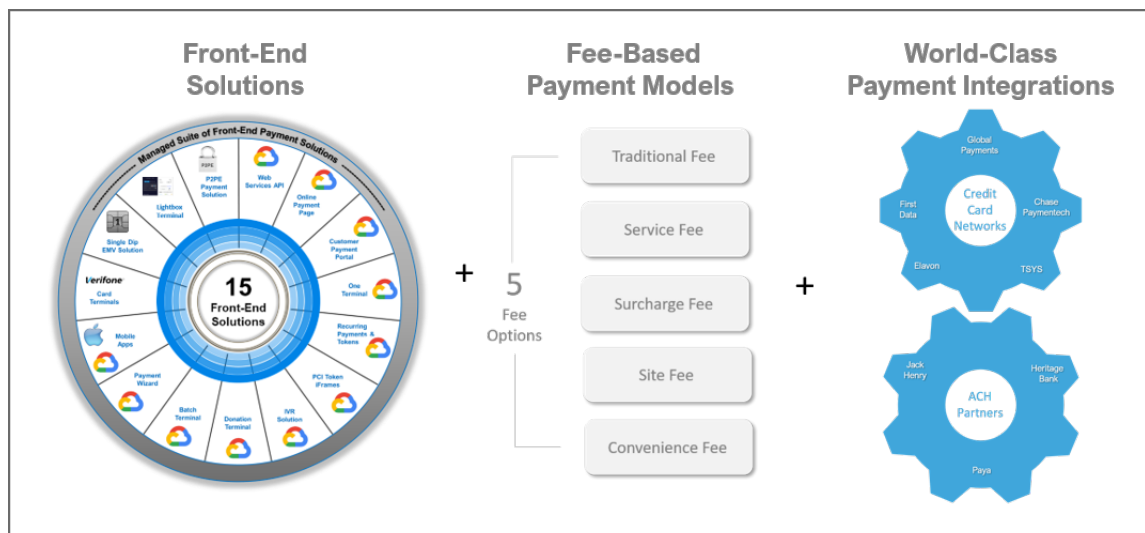 Front-End
Solutions
Managed Suite of Front-End Payment Solutions
P2PE
P2PE
Payment
Solution
Web
Services API
Online
Payment
Page
Customer
Payment
Portal
One
Terminal
Recurring
Payments &
Tokens
PCI Token
iFrames
IVR
Solution
Donation
Terminal
Batch
Terminal
Payment
Wizard
Mobile
Apps
Verifone
Card
Terminals
Single Dip
EMV Solution
Lightbox
Terminal
15
Front-End
Solutions
+
Fee-Based
Payment Models
5
Fee
Options
Traditional Fee
Service Fee
Surcharge Fee
Site Fee
Convenience Fee
+
World-Class
Payment Integrations
Global
Payments
First
Data
Credit
Card
Networks
Chase
Paymentech
Elavon
TSYS
Jack
Henry
Heritage
Bank
ACH
Partners
Paya